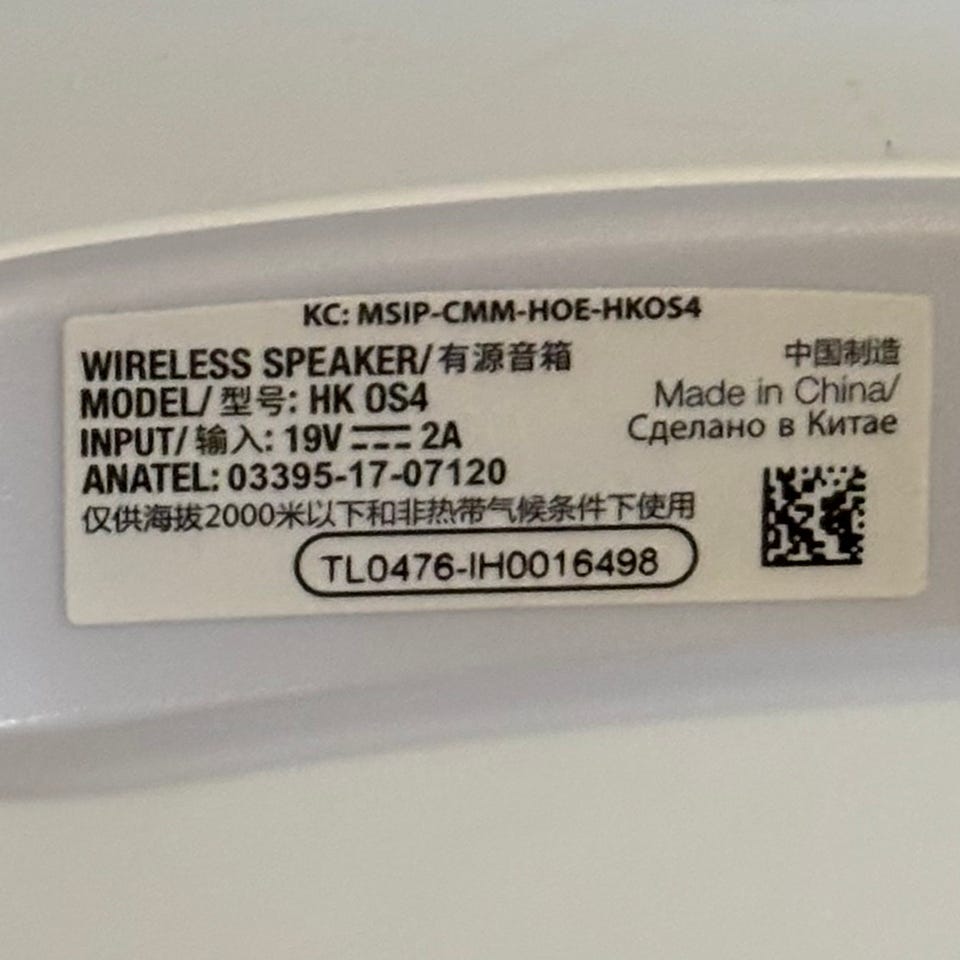 KC: MSIP-CMM-HOE-HKOS4
WIRELESS SPEAKER/有源音箱
MODEL/型号: HK OS4
INPUT/输入: 19V ⎓ 2A
ANATEL: 03395-17-07120
仅供海拔2000米以下和非热带气候条件下使用
TL0476-IH0016498
中国制造
Made in China/
Сделано в Китае